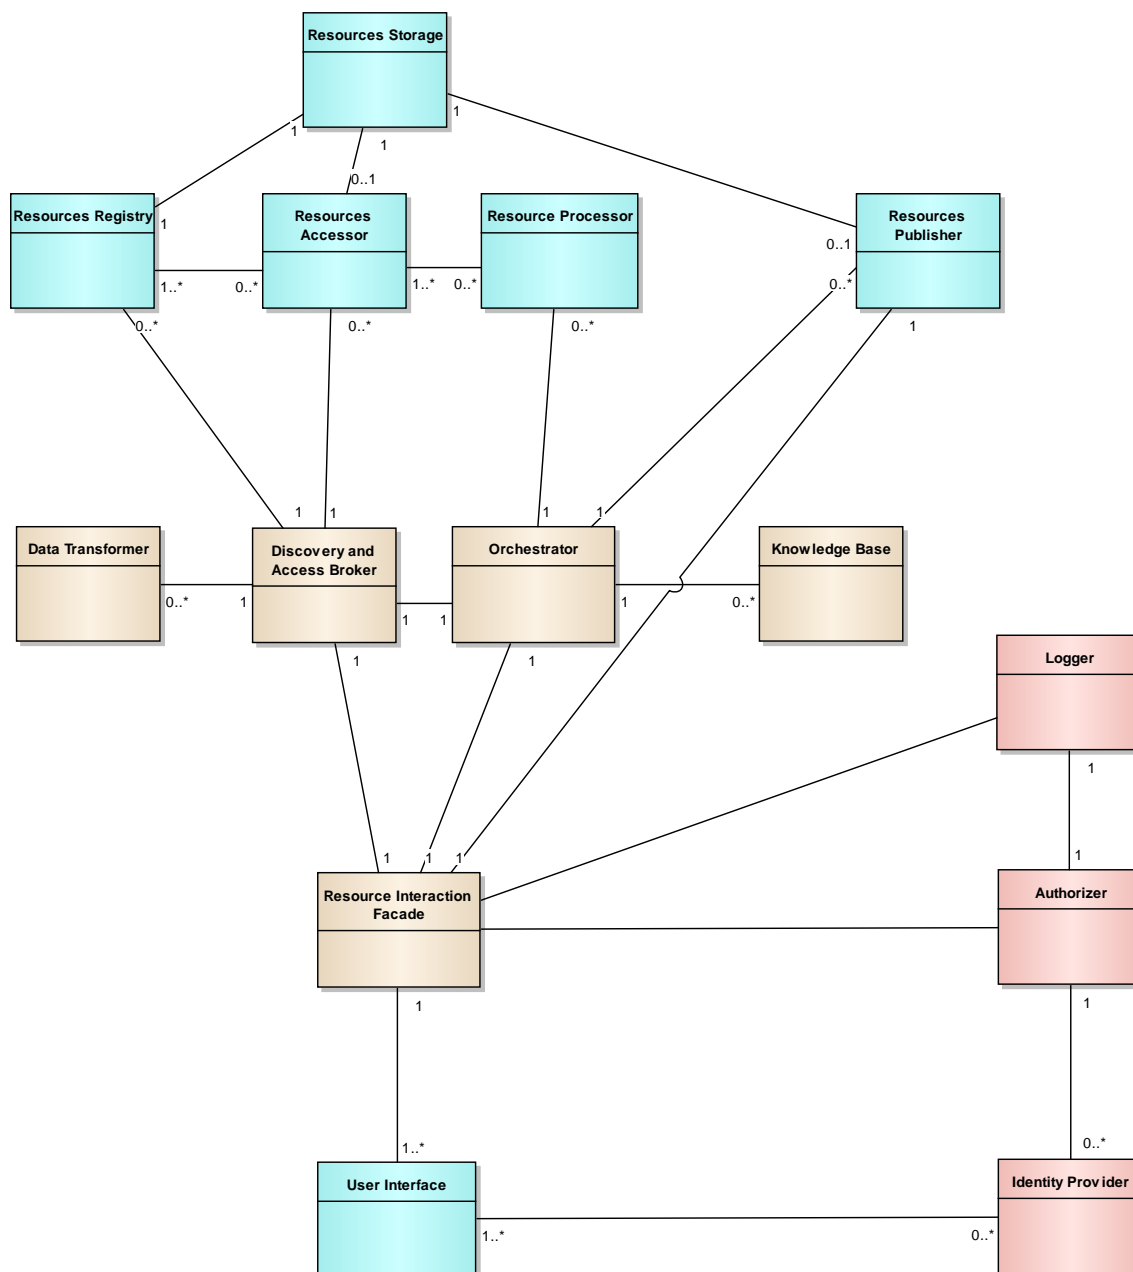 Resources Storage
1
1
1
0..1
Resources Registry
Resources
Accessor
Resource Processor
Resources
Publisher
1
0..1
1..*
0..*
1..*
0..*
0..*
0..*
0..*
0..*
1
1
1
1
1
Data Transformer
Discovery and
Access Broker
Orchestrator
Knowledge Base
0..*
1
1
1
1
0..*
1
1
Logger
1
1
1
1
1
Resource Interaction
Facade
Authorizer
1
1
1..*
0..*
User Interface
Identity Provider
1..*
0..*